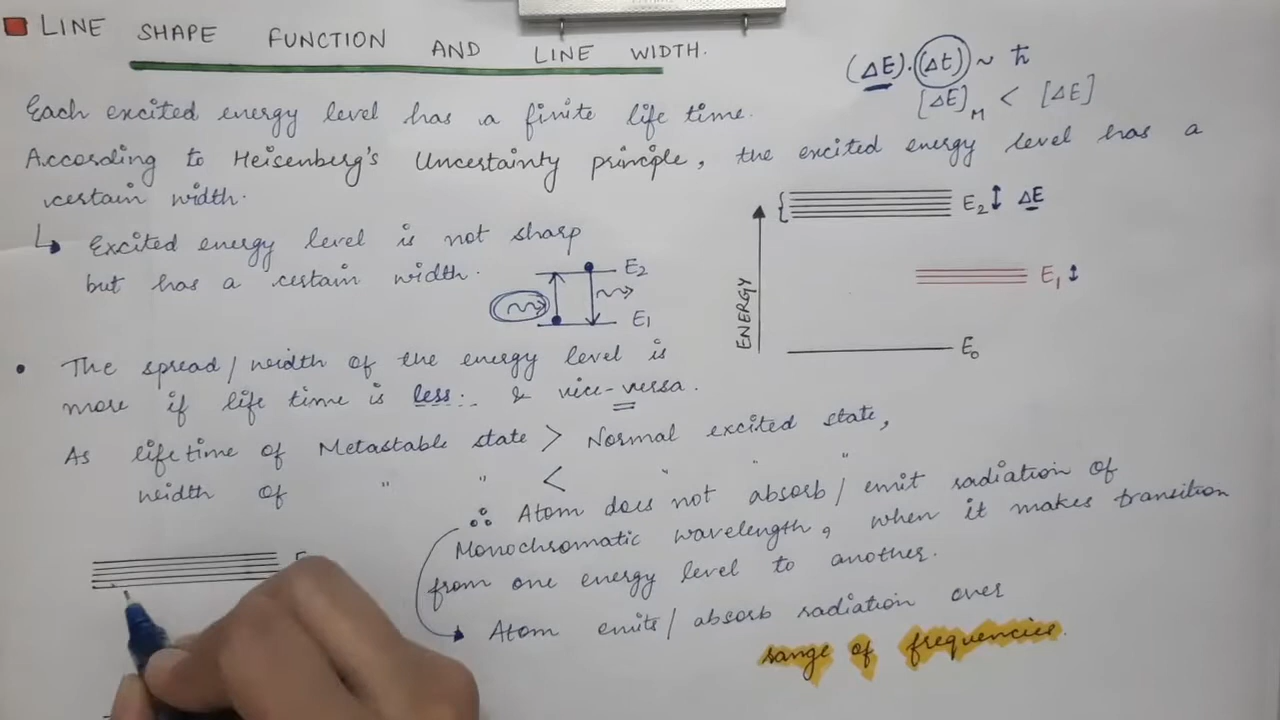 LINE SHAPE FUNCTION AND LINE WIDTH.
(ΔE).(Δt) ~ ħ
[ΔE]M < [ΔE]
Each excited energy level has a finite life time.
According to Heisenberg's Uncertainty principle, the excited energy level has a
certain width.
↳ Excited energy level is not sharp
but has a certain width.
E2
E1
ENERGY
E2 ↕ ΔE
E1 ↕
E0
• The spread/width of the energy level is
more if life time is less. & vice-versa.
As lifetime of Metastable state > Normal excited state,
width of " " < " " "
∴ Atom does not absorb/emit radiation of
Monochromatic wavelength, when it makes transition
from one energy level to another.
→ Atom emits/absorb radiation over
range of frequencies.